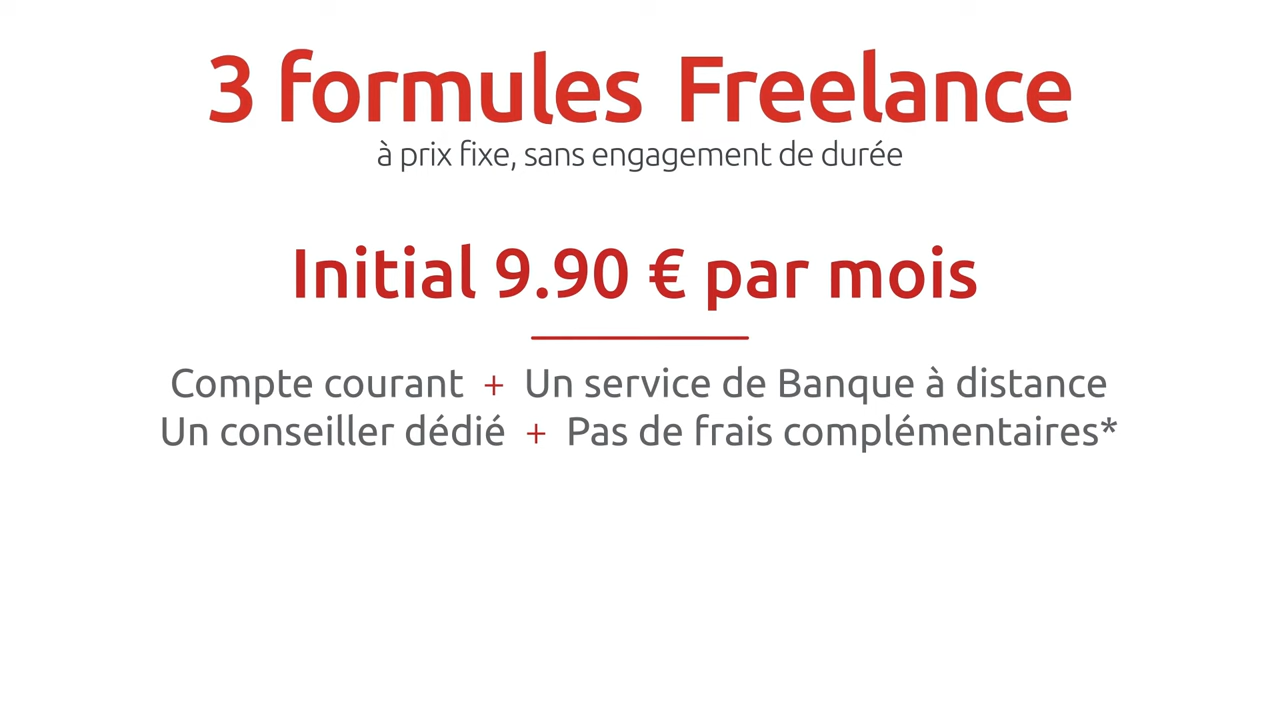 3 formules Freelance
à prix fixe, sans engagement de durée
Initial 9.90 € par mois
Compte courant + Un service de Banque à distance
Un conseiller dédié + Pas de frais complémentaires*